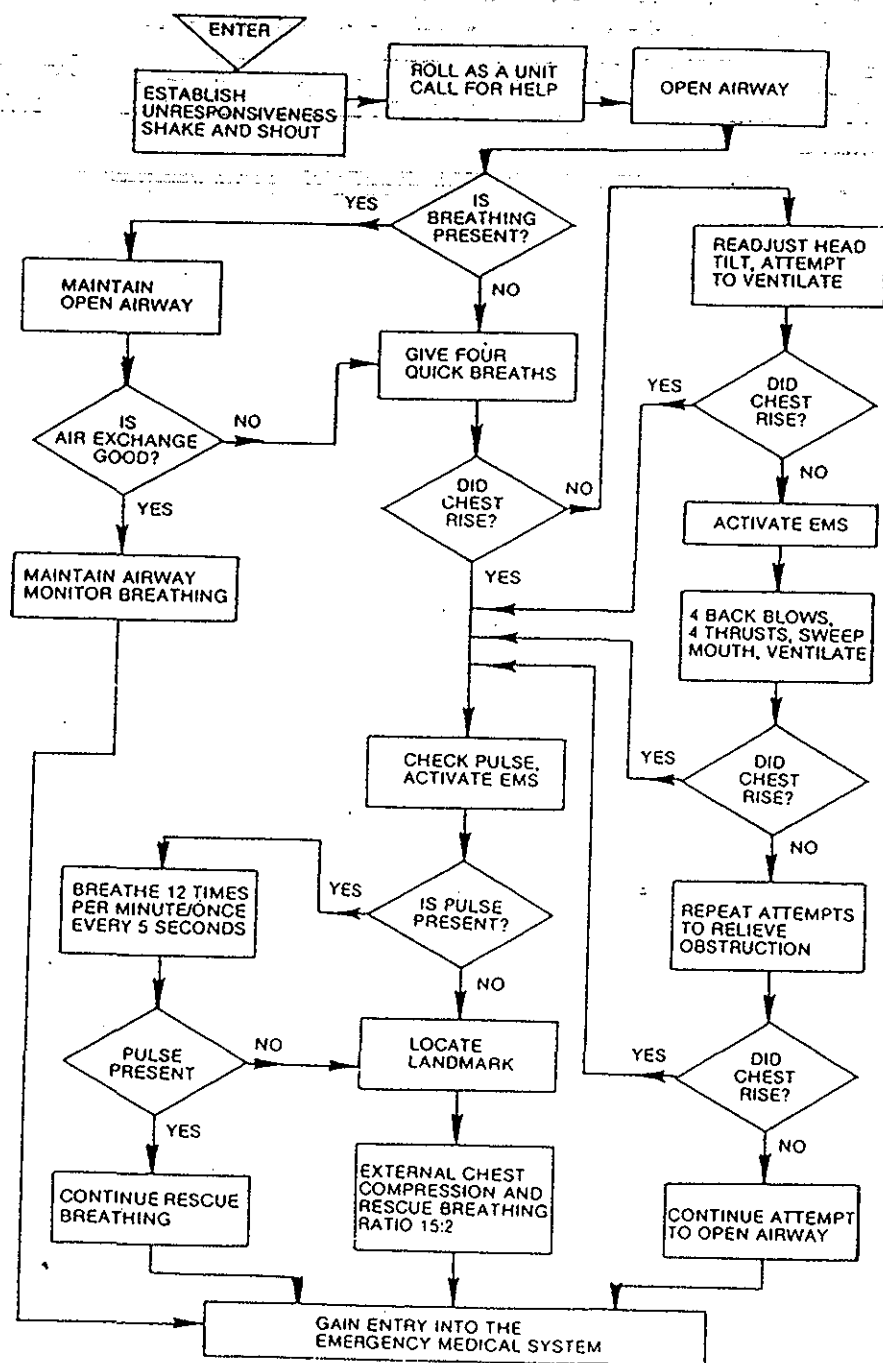 ENTER
ESTABLISH
UNRESPONSIVENESS
SHAKE AND SHOUT
ROLL AS A UNIT
CALL FOR HELP
OPEN AIRWAY
IS
BREATHING
PRESENT?
YES
NO
MAINTAIN
OPEN AIRWAY
IS
AIR EXCHANGE
GOOD?
NO
YES
MAINTAIN AIRWAY
MONITOR BREATHING
GIVE FOUR
QUICK BREATHS
DID
CHEST
RISE?
NO
YES
READJUST HEAD
TILT, ATTEMPT
TO VENTILATE
DID
CHEST
RISE?
YES
NO
ACTIVATE EMS
4 BACK BLOWS,
4 THRUSTS, SWEEP
MOUTH, VENTILATE
DID
CHEST
RISE?
YES
NO
REPEAT ATTEMPTS
TO RELIEVE
OBSTRUCTION
DID
CHEST
RISE?
YES
NO
CONTINUE ATTEMPT
TO OPEN AIRWAY
CHECK PULSE,
ACTIVATE EMS
IS PULSE
PRESENT?
YES
NO
BREATHE 12 TIMES
PER MINUTE/ONCE
EVERY 5 SECONDS
PULSE
PRESENT
NO
YES
CONTINUE RESCUE
BREATHING
LOCATE
LANDMARK
EXTERNAL CHEST
COMPRESSION AND
RESCUE BREATHING
RATIO 15:2
GAIN ENTRY INTO THE
EMERGENCY MEDICAL SYSTEM